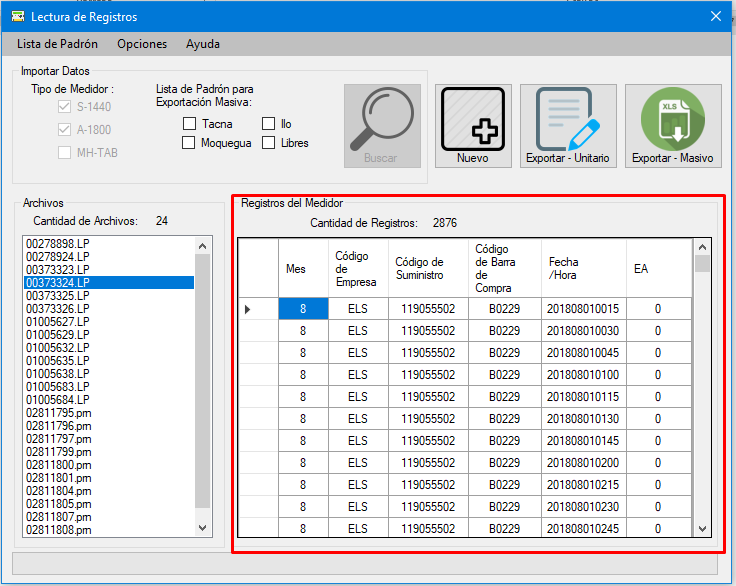 Lectura de Registros
Lista de Padrón Opciones Ayuda
Importar Datos
Tipo de Medidor :
S-1440
A-1800
MH-TAB
Lista de Padrón para
Exportación Masiva:
Tacna Ilo
Moquegua Libres
Buscar
Nuevo
Exportar - Unitario
XLS
Exportar - Masivo
Archivos
Cantidad de Archivos: 24
00278898.LP
00278924.LP
00373323.LP
00373324.LP
00373325.LP
00373326.LP
01005627.LP
01005629.LP
01005632.LP
01005635.LP
01005638.LP
01005683.LP
01005684.LP
02811795.prn
02811796.prn
02811797.prn
02811799.prn
02811800.prn
02811801.prn
02811804.prn
02811805.prn
02811807.prn
02811808.prn
Registros del Medidor
Cantidad de Registros: 2876
Mes
Código
de
Empresa
Código de
Suministro
Código
de Barra
de
Compra
Fecha
/Hora
EA
8 ELS 119055502 B0229 201808010015 0
8 ELS 119055502 B0229 201808010030 0
8 ELS 119055502 B0229 201808010045 0
8 ELS 119055502 B0229 201808010100 0
8 ELS 119055502 B0229 201808010115 0
8 ELS 119055502 B0229 201808010130 0
8 ELS 119055502 B0229 201808010145 0
8 ELS 119055502 B0229 201808010200 0
8 ELS 119055502 B0229 201808010215 0
8 ELS 119055502 B0229 201808010230 0
8 ELS 119055502 B0229 201808010245 0